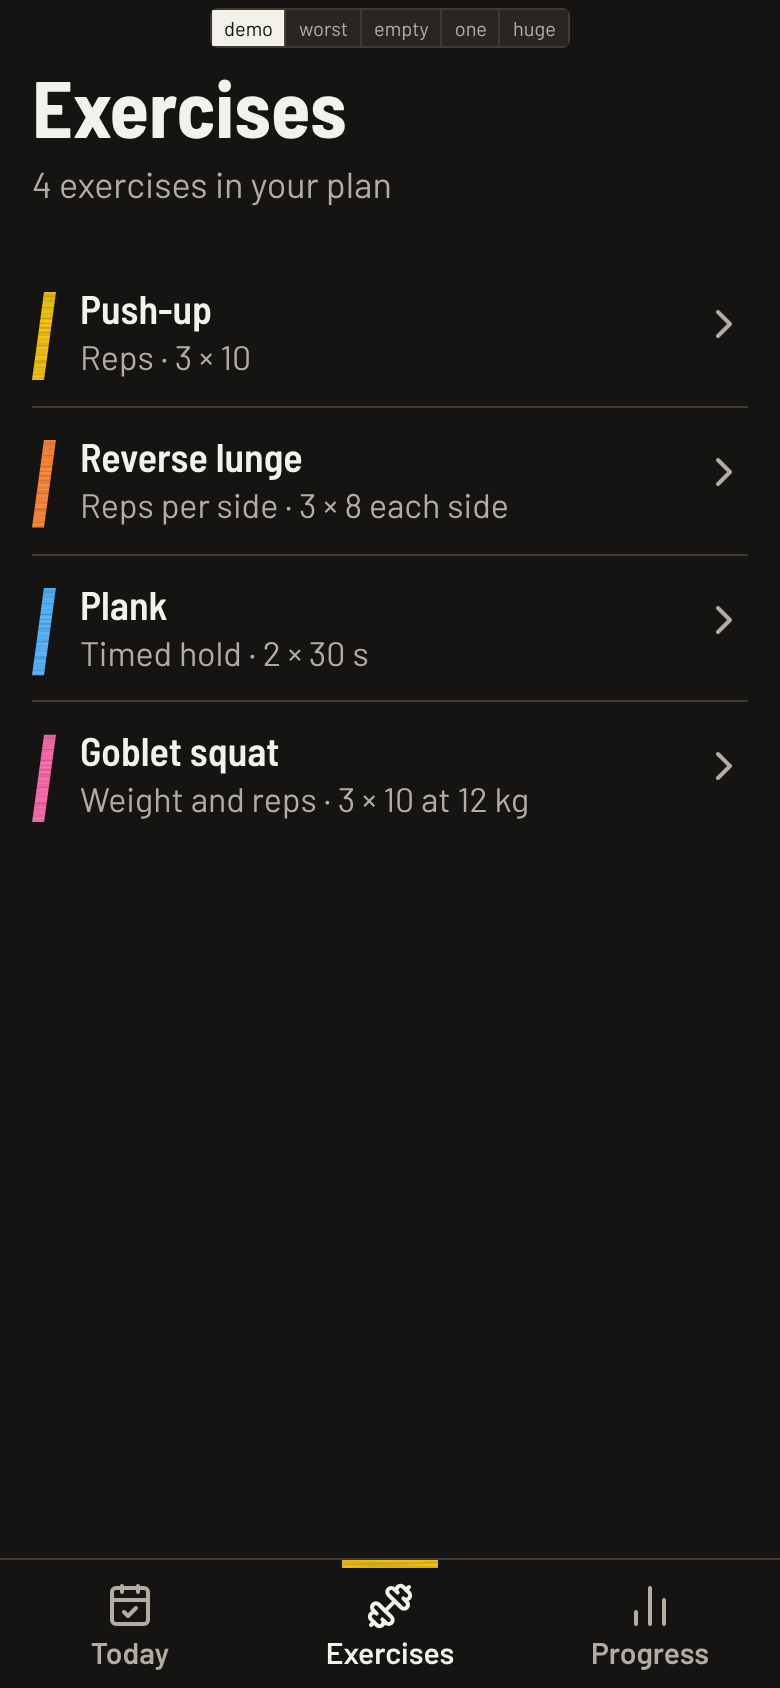 demo worst empty one huge
Exercises
4 exercises in your plan
Push-up
Reps · 3 × 10
Reverse lunge
Reps per side · 3 × 8 each side
Plank
Timed hold · 2 × 30 s
Goblet squat
Weight and reps · 3 × 10 at 12 kg
Today Exercises Progress